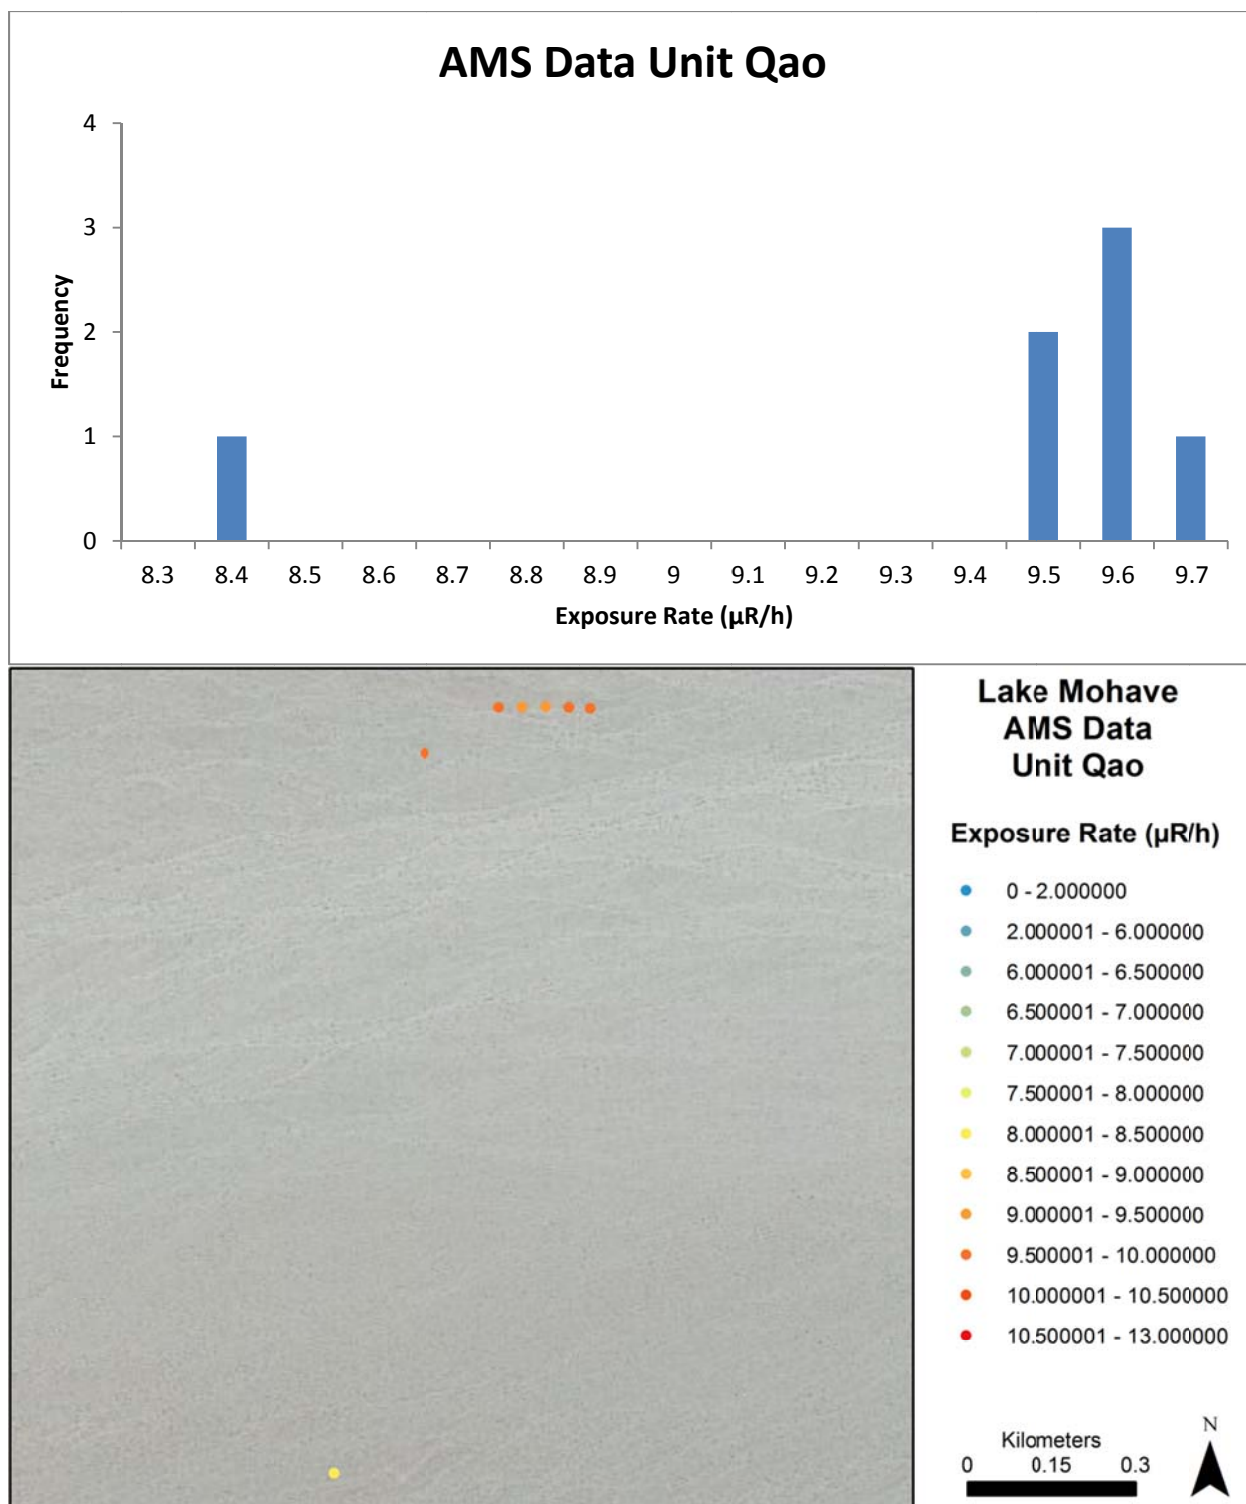 AMS Data Unit Qao
4
3
2
1
0
Frequency
8.3 8.4 8.5 8.6 8.7 8.8 8.9 9 9.1 9.2 9.3 9.4 9.5 9.6 9.7
Exposure Rate (µR/h)
Lake Mohave
AMS Data
Unit Qao
Exposure Rate (µR/h)
0 - 2.000000
2.000001 - 6.000000
6.000001 - 6.500000
6.500001 - 7.000000
7.000001 - 7.500000
7.500001 - 8.000000
8.000001 - 8.500000
8.500001 - 9.000000
9.000001 - 9.500000
9.500001 - 10.000000
10.000001 - 10.500000
10.500001 - 13.000000
Kilometers
0 0.15 0.3
N